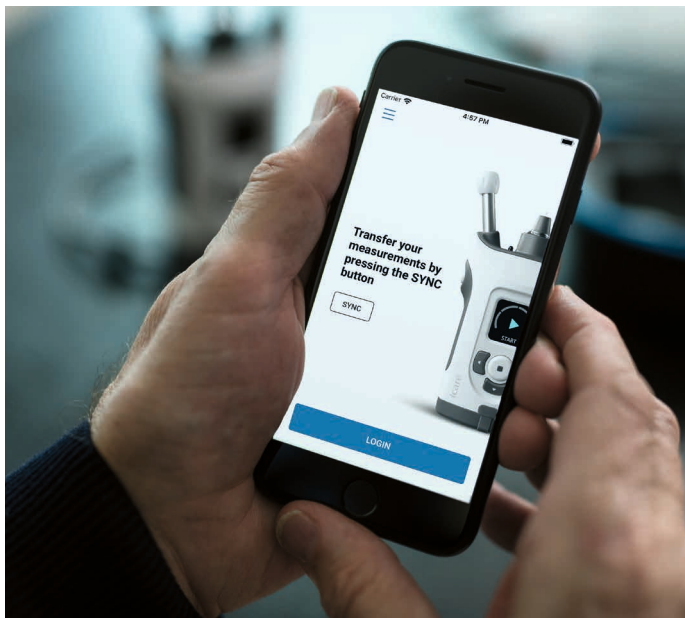 Carrier
4:57 PM
Transfer your
measurements by
pressing the SYNC
button
SYNC
START
LOGIN